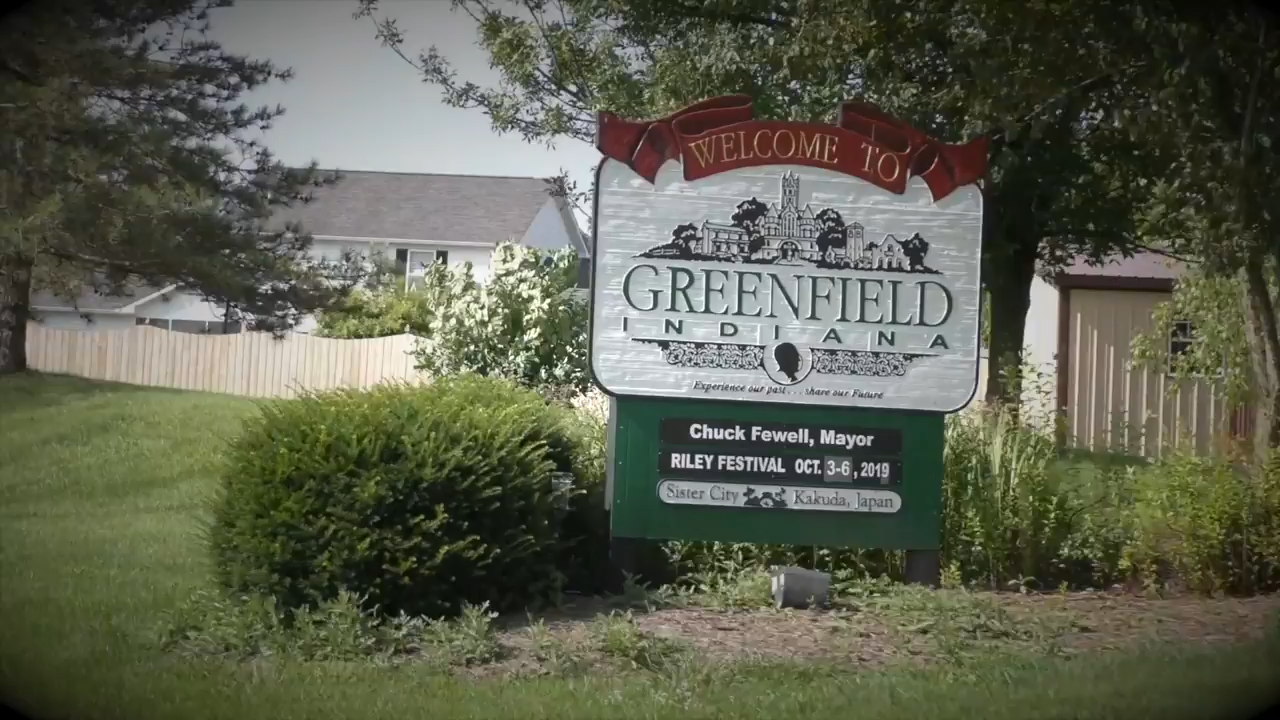 WELCOME TO
GREENFIELD
INDIANA
Experience our past... share our Future
Chuck Fewell, Mayor
RILEY FESTIVAL OCT. 3-6, 2019
Sister City Kakuda, Japan